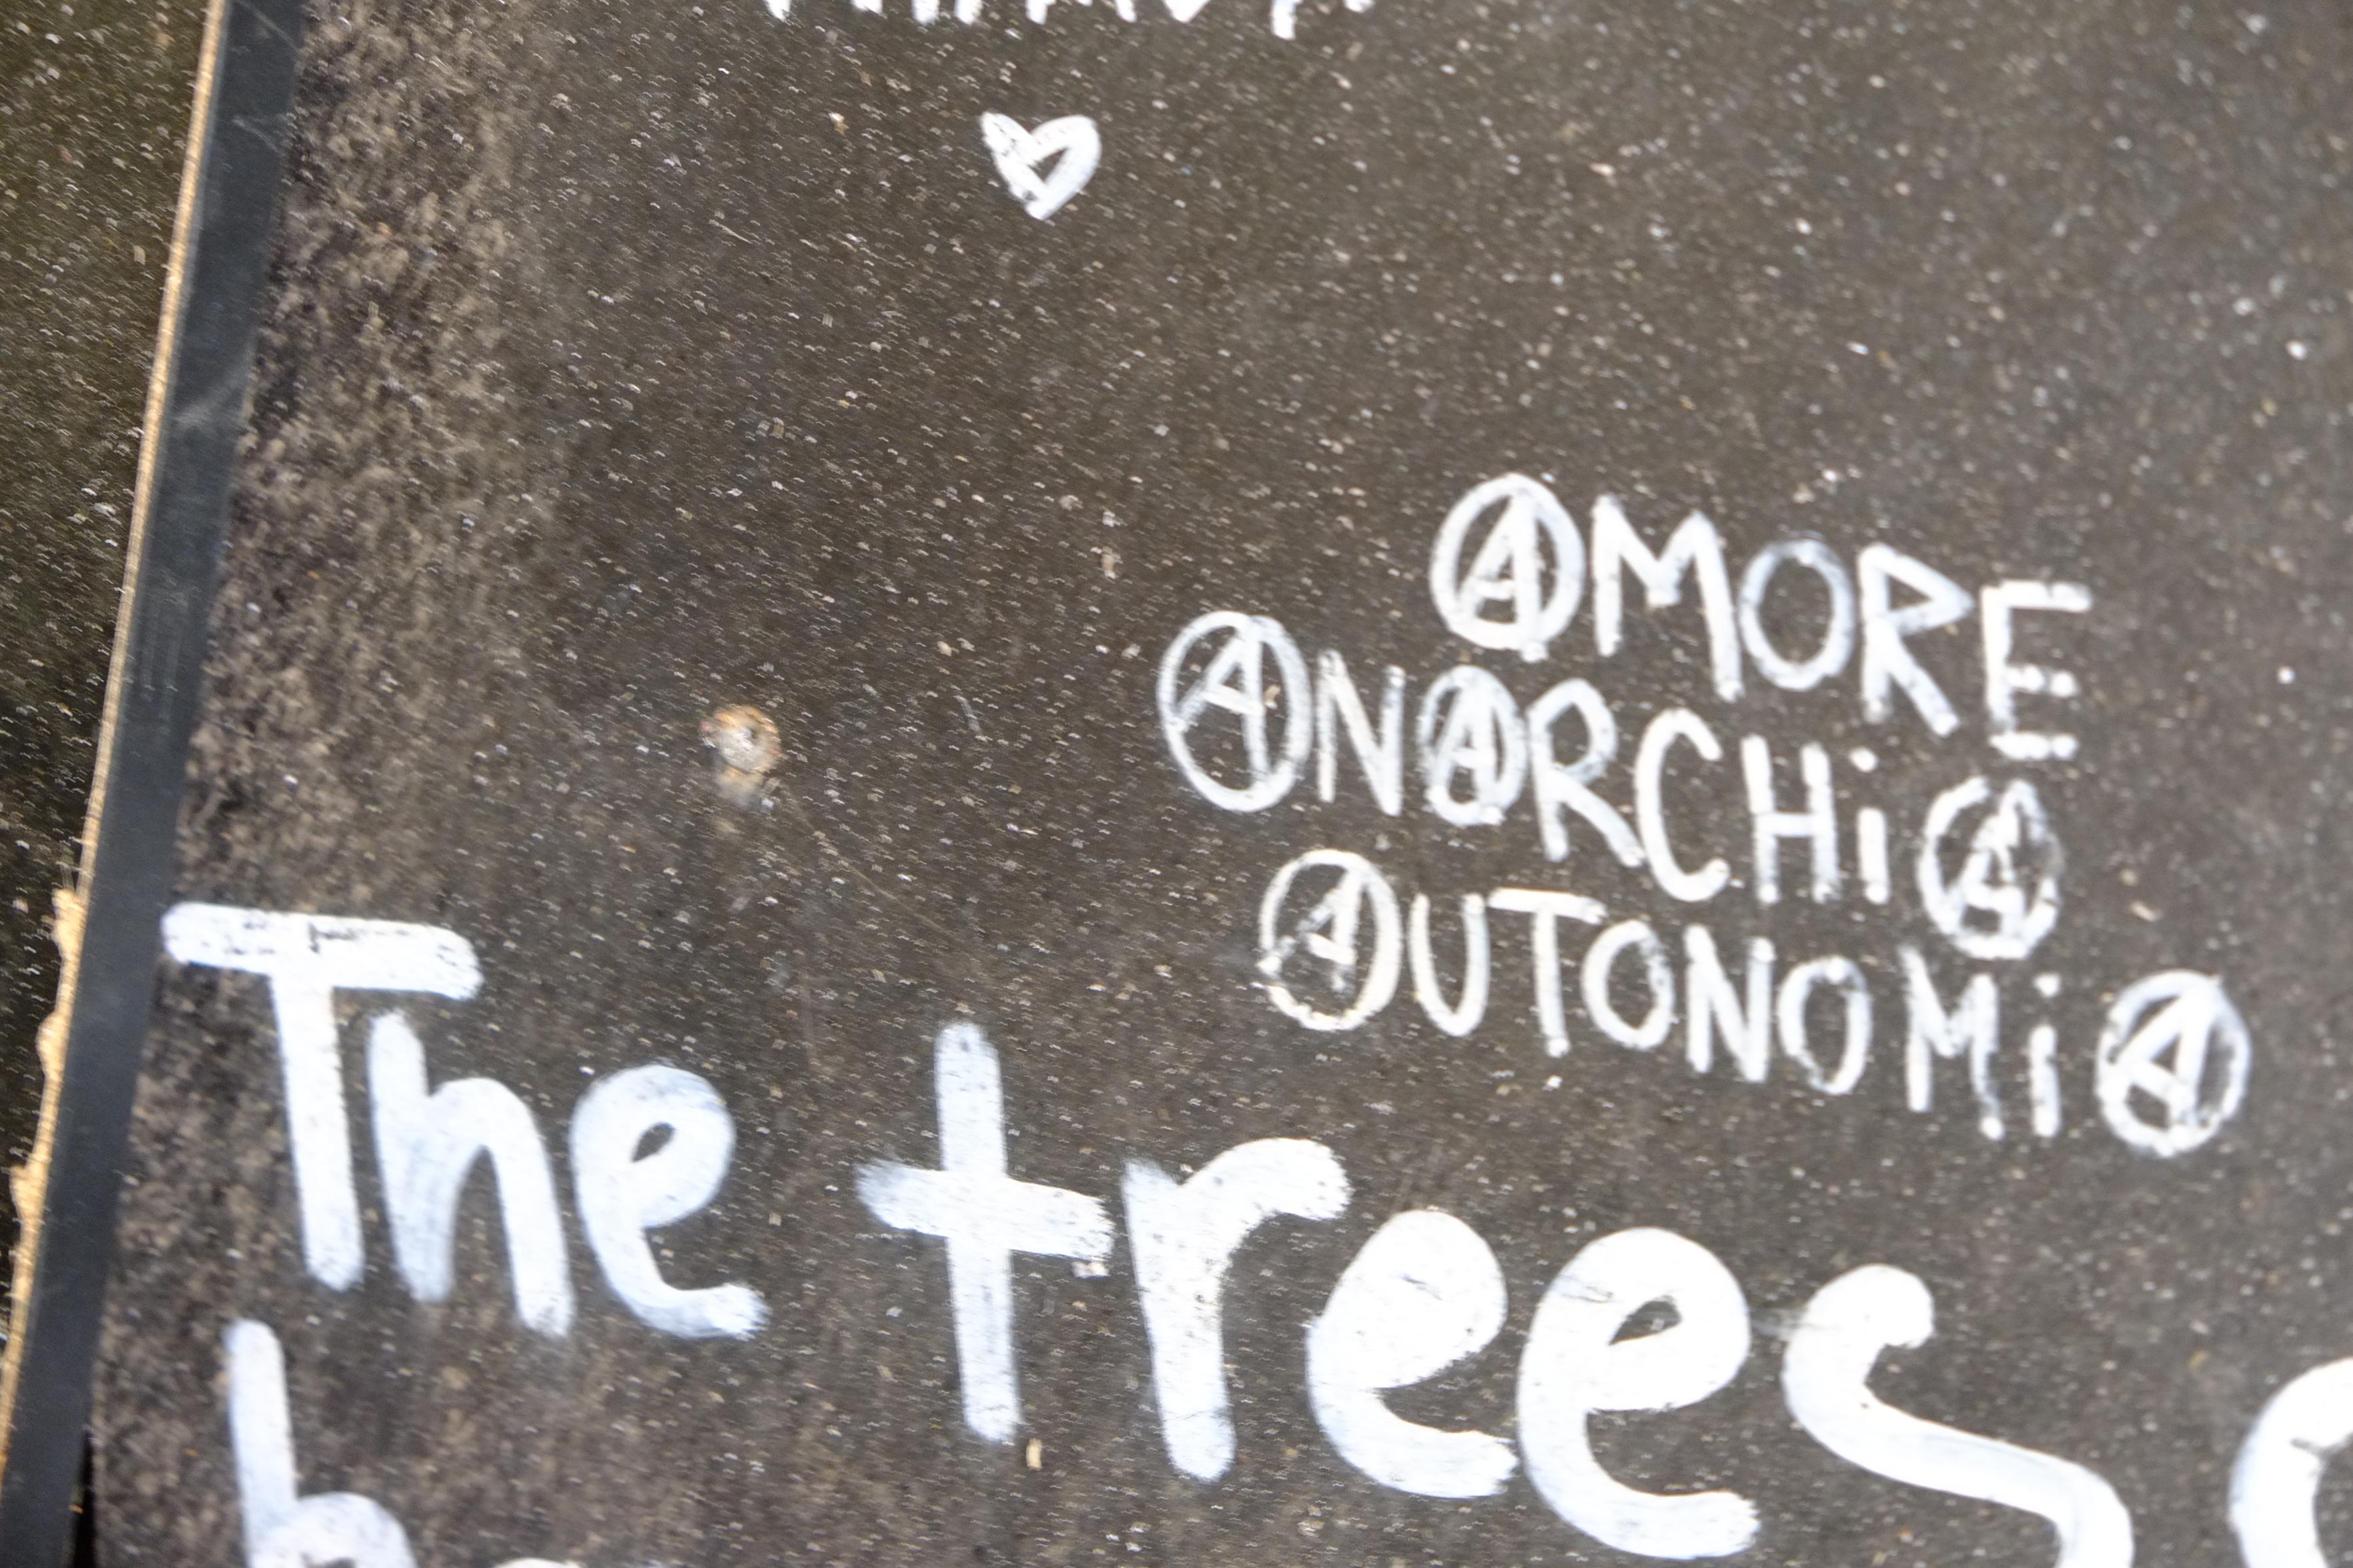 AMORE
ANARCHiA
AUTONOMiA
The trees